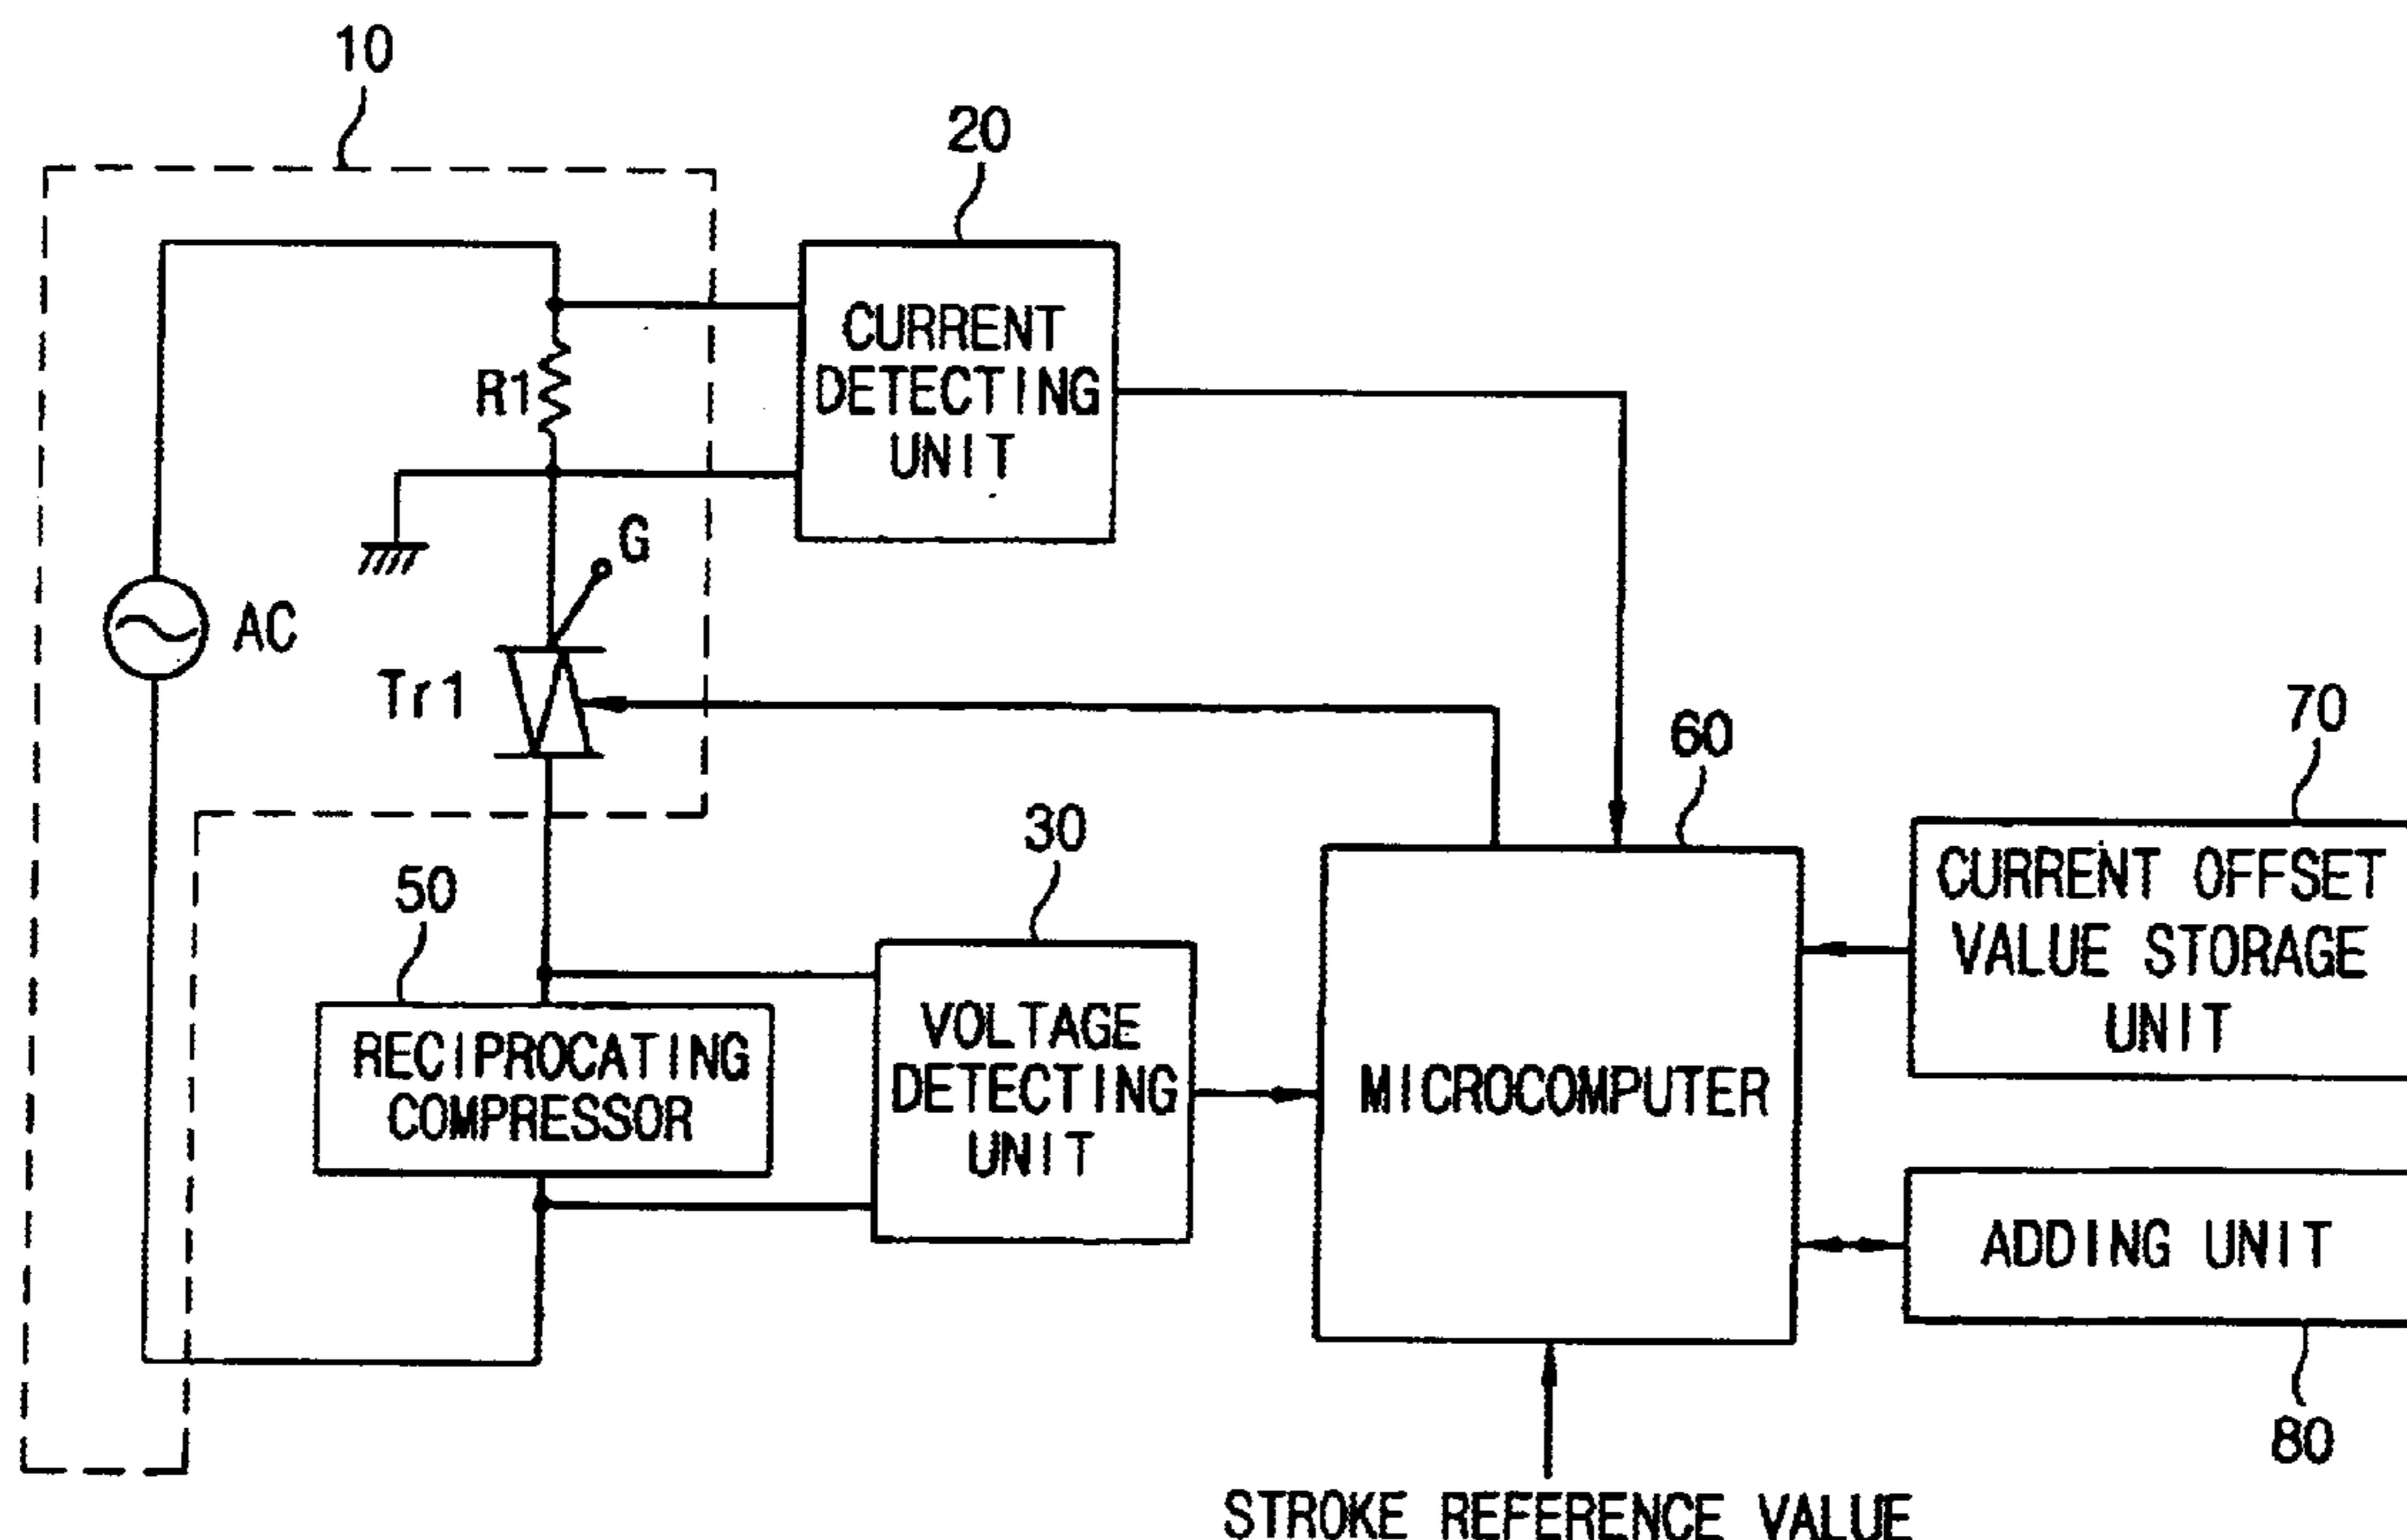 10
20
CURRENT
DETECTING
UNIT
R1
G
AC
Tr1
60
70
CURRENT OFFSET
VALUE STORAGE
UNIT
30
50
VOLTAGE
DETECTING
UNIT
RECIPROCATING
COMPRESSOR
MICROCOMPUTER
ADDING UNIT
80
STROKE REFERENCE VALUE